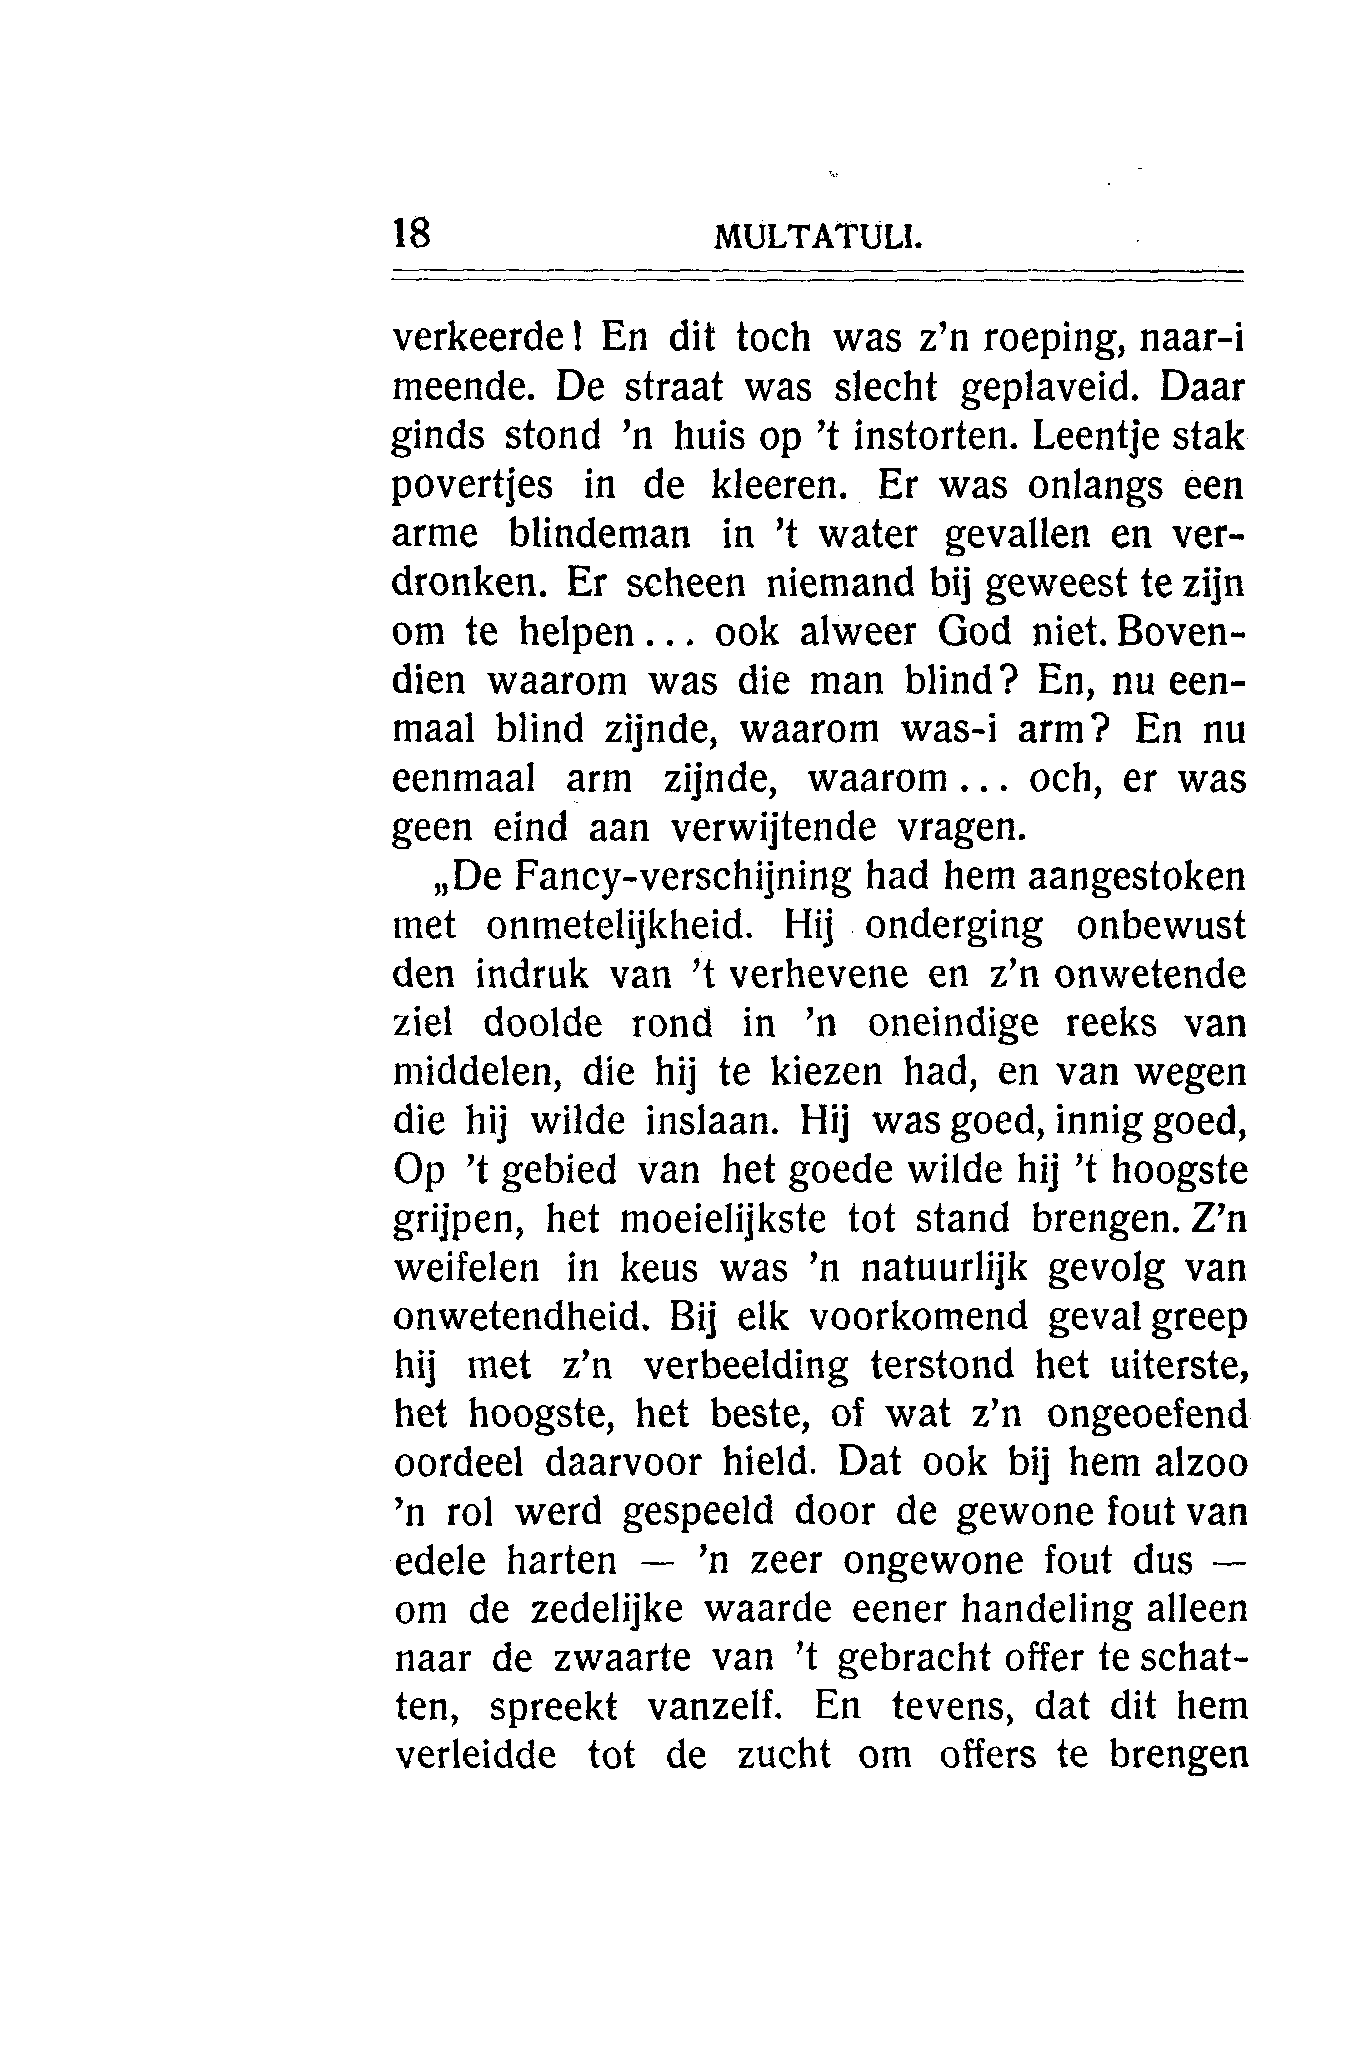 18 MULTATULI.
verkeerde! En dit toch was z'n roeping, naar-i
meende. De straat was slecht geplaveid. Daar
ginds stond 'n huis op 't instorten. Leentje stak
povertjes in de kleeren. Er was onlangs een
arme blindeman in 't water gevallen en ver-
dronken. Er scheen niemand bij geweest te zijn
om te helpen... ook alweer God niet. Boven-
dien waarom was die man blind? En, nu een-
maal blind zijnde, waarom was-i arm? En nu
eenmaal arm zijnde, waarom... och, er was
geen eind aan verwijtende vragen.
„De Fancy-verschijning had hem aangestoken
met onmetelijkheid. Hij onderging onbewust
den indruk van 't verhevene en z'n onwetende
ziel doolde rond in 'n oneindige reeks van
middelen, die hij te kiezen had, en van wegen
die hij wilde inslaan. Hij was goed, innig goed,
Op 't gebied van het goede wilde hij 't hoogste
grijpen, het moeielijkste tot stand brengen. Z'n
weifelen in keus was 'n natuurlijk gevolg van
onwetendheid. Bij elk voorkomend geval greep
hij met z'n verbeelding terstond het uiterste,
het hoogste, het beste, of wat z'n ongeoefend
oordeel daarvoor hield. Dat ook bij hem alzoo
'n rol werd gespeeld door de gewone fout van
edele harten — 'n zeer ongewone fout dus —
om de zedelijke waarde eener handeling alleen
naar de zwaarte van 't gebracht offer te schat-
ten, spreekt vanzelf. En tevens, dat dit hem
verleidde tot de zucht om offers te brengen